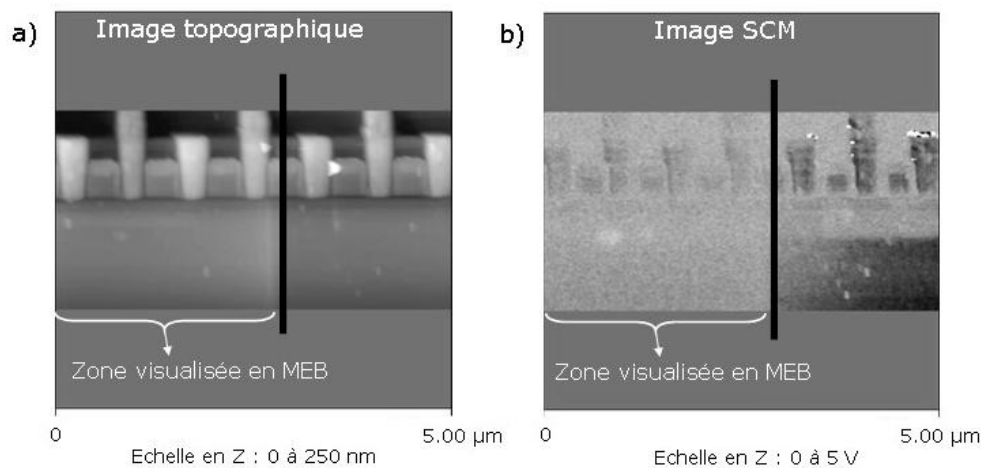 a)
Image topographique
Zone visualisée en MEB
0
5.00 µm
Echelle en Z : 0 à 250 nm
b)
Image SCM
Zone visualisée en MEB
0
5.00 µm
Echelle en Z : 0 à 5 V